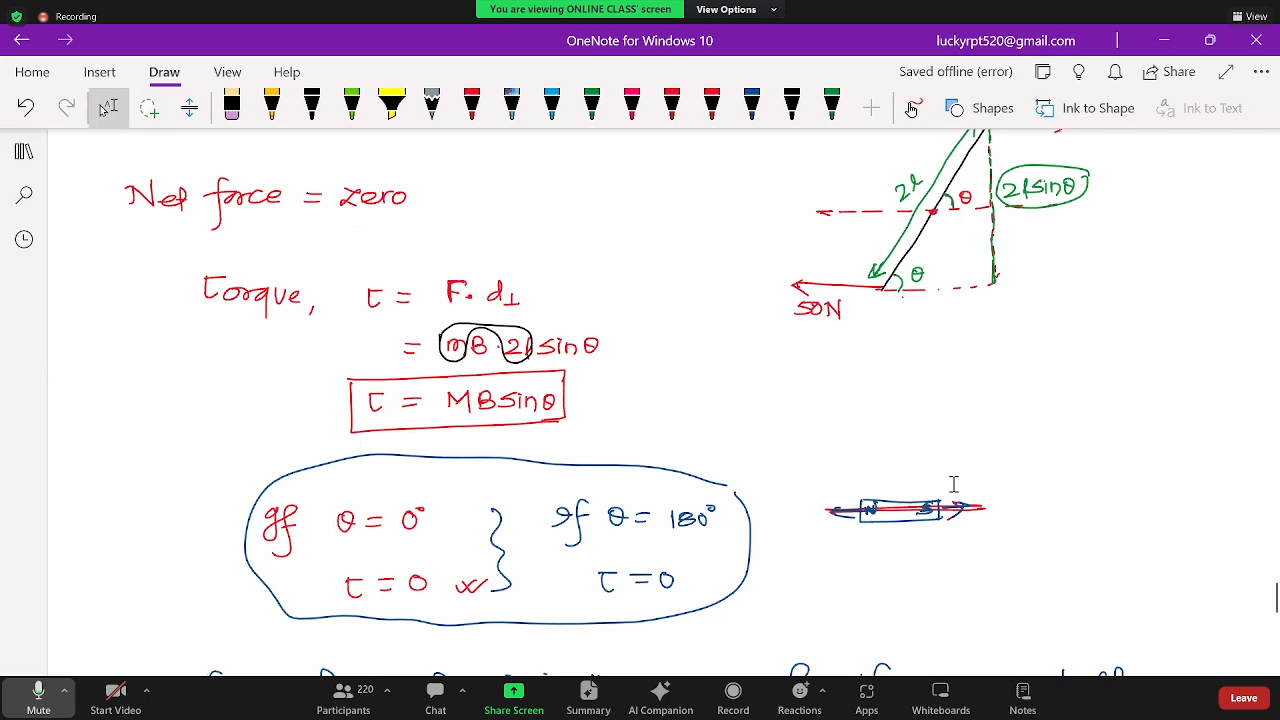 Recording
You are viewing ONLINE CLASS' screen
View Options
View
OneNote for Windows 10
luckyrpt520@gmail.com
Home
Insert
Draw
View
Help
Saved offline (error)
Share
Shapes
Ink to Shape
Ink to Text
Net force = zero
2l
θ
2lsinθ
θ
50N
Torque, τ = F. d⊥
= mB·2l sinθ
τ = MBsinθ
If θ = 0° If θ = 180°
τ = 0 τ = 0
N S
Mute
Start Video
Participants
220
Chat
Share Screen
Summary
AI Companion
Record
Reactions
Apps
Whiteboards
Notes
Leave